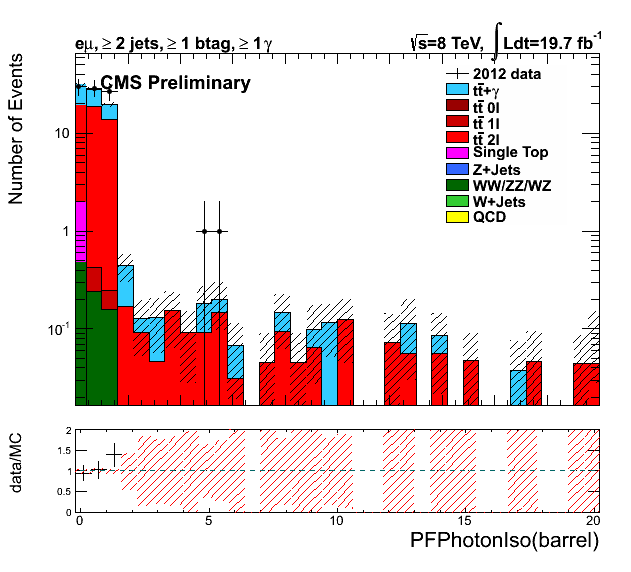 eμ, ≥ 2 jets, ≥ 1 btag, ≥ 1 γ
√s=8 TeV, ∫ Ldt=19.7 fb⁻¹
CMS Preliminary
2012 data
tt̅+γ
tt̅ 0l
tt̅ 1l
tt̅ 2l
Single Top
Z+Jets
WW/ZZ/WZ
W+Jets
QCD
Number of Events
10
1
10⁻¹
data/MC
2
1.5
1
0.5
0
0 5 10 15 20
PFPhotonIso(barrel)